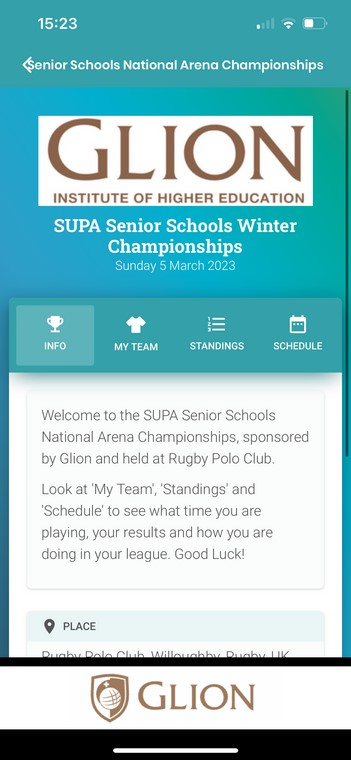 15:23
Senior Schools National Arena Championships
GLION
INSTITUTE OF HIGHER EDUCATION
SUPA Senior Schools Winter
Championships
Sunday 5 March 2023
INFO
MY TEAM
STANDINGS
SCHEDULE
Welcome to the SUPA Senior Schools
National Arena Championships, sponsored
by Glion and held at Rugby Polo Club.
Look at 'My Team', 'Standings' and
'Schedule' to see what time you are
playing, your results and how you are
doing in your league. Good Luck!
PLACE
Rugby Polo Club, Willoughby, Rugby, UK
GLION